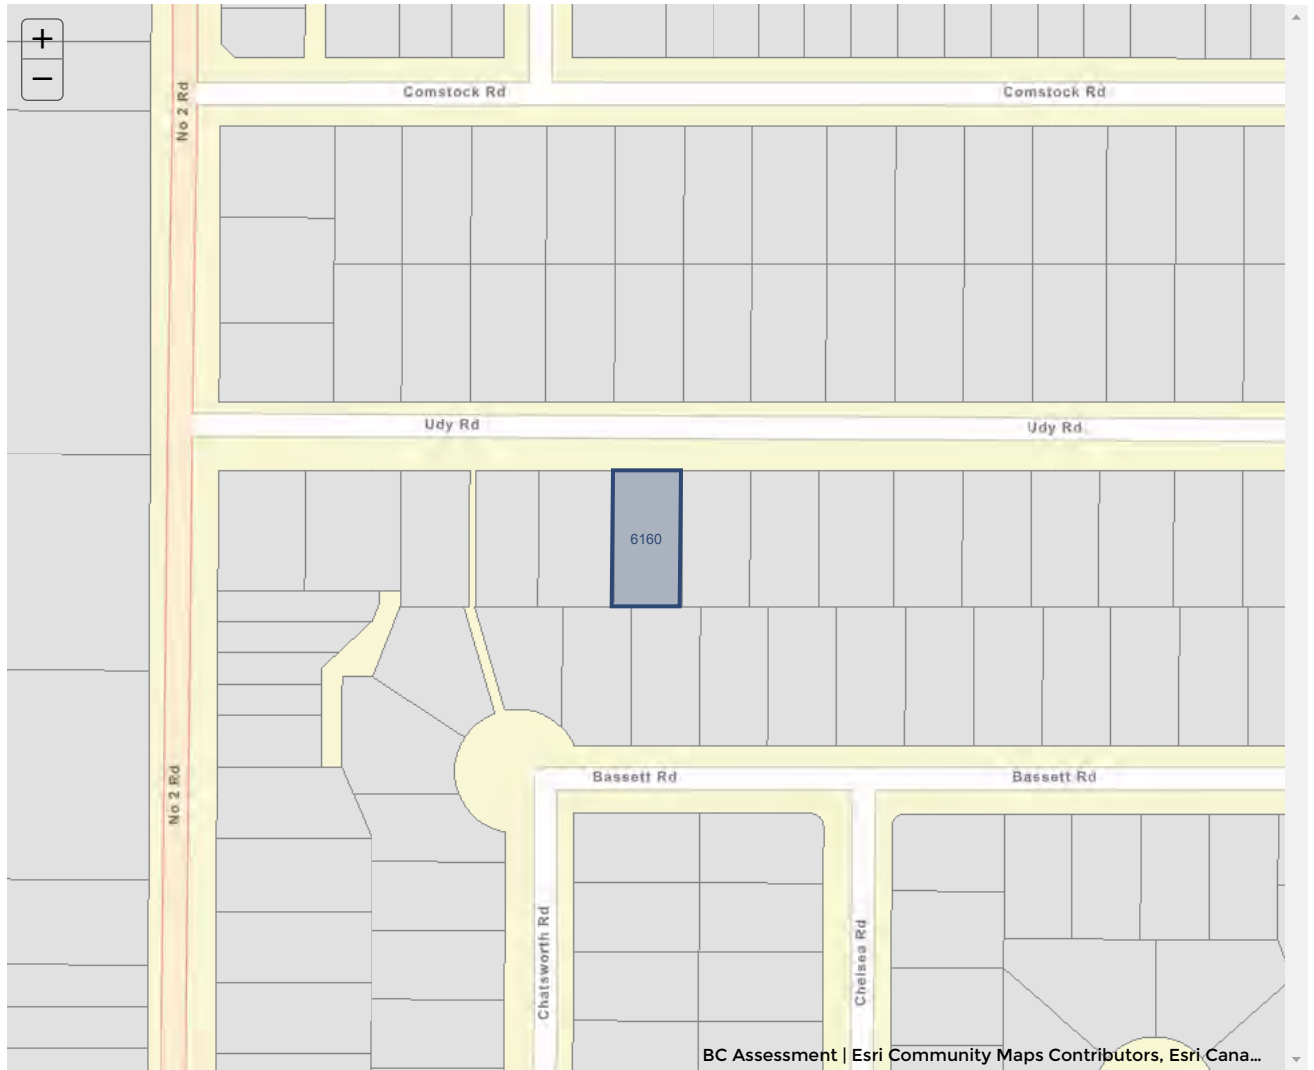 +
−
No 2 Rd
Comstock Rd
Comstock Rd
Udy Rd
Udy Rd
6160
No 2 Rd
Bassett Rd
Bassett Rd
Chatsworth Rd
Chelsea Rd
BC Assessment | Esri Community Maps Contributors, Esri Cana...